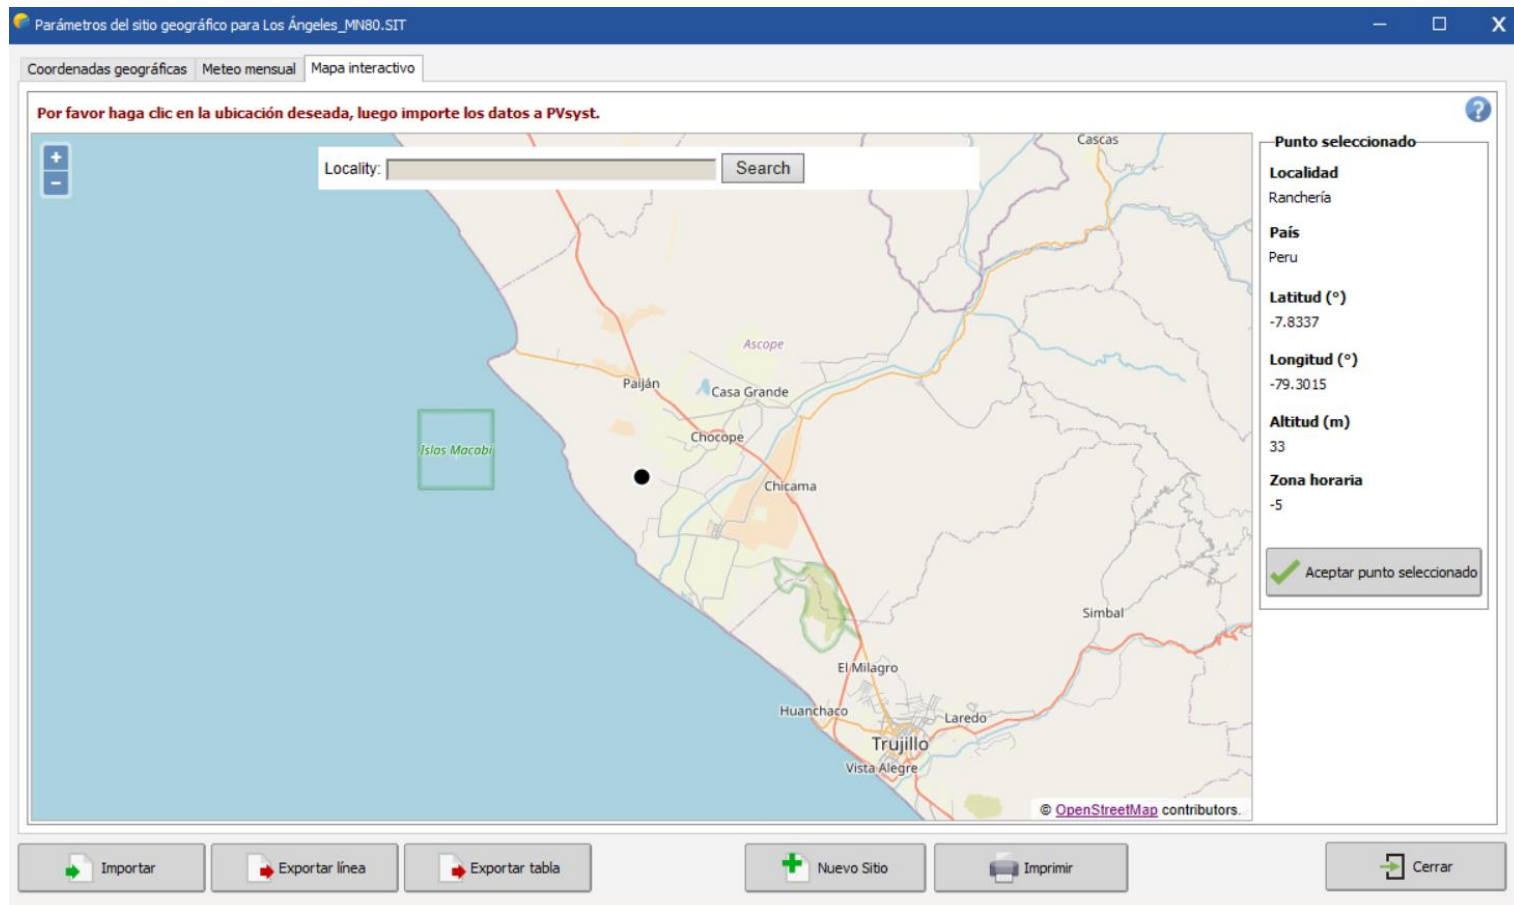 Parámetros del sitio geográfico para Los Ángeles_MN80.SIT
Coordenadas geográficas Meteo mensual Mapa interactivo
Por favor haga clic en la ubicación deseada, luego importe los datos a PVsyst.
?
+
−
Locality: Search
Cascas
Ascope
Paiján
Casa Grande
Chocope
Islas Macabi
Chicama
Simbal
El Milagro
Huanchaco
Laredo
Trujillo
Vista Alegre
© OpenStreetMap contributors.
Punto seleccionado
Localidad
Ranchería
País
Peru
Latitud (°)
-7.8337
Longitud (°)
-79.3015
Altitud (m)
33
Zona horaria
-5
Aceptar punto seleccionado
Importar Exportar línea Exportar tabla Nuevo Sitio Imprimir Cerrar